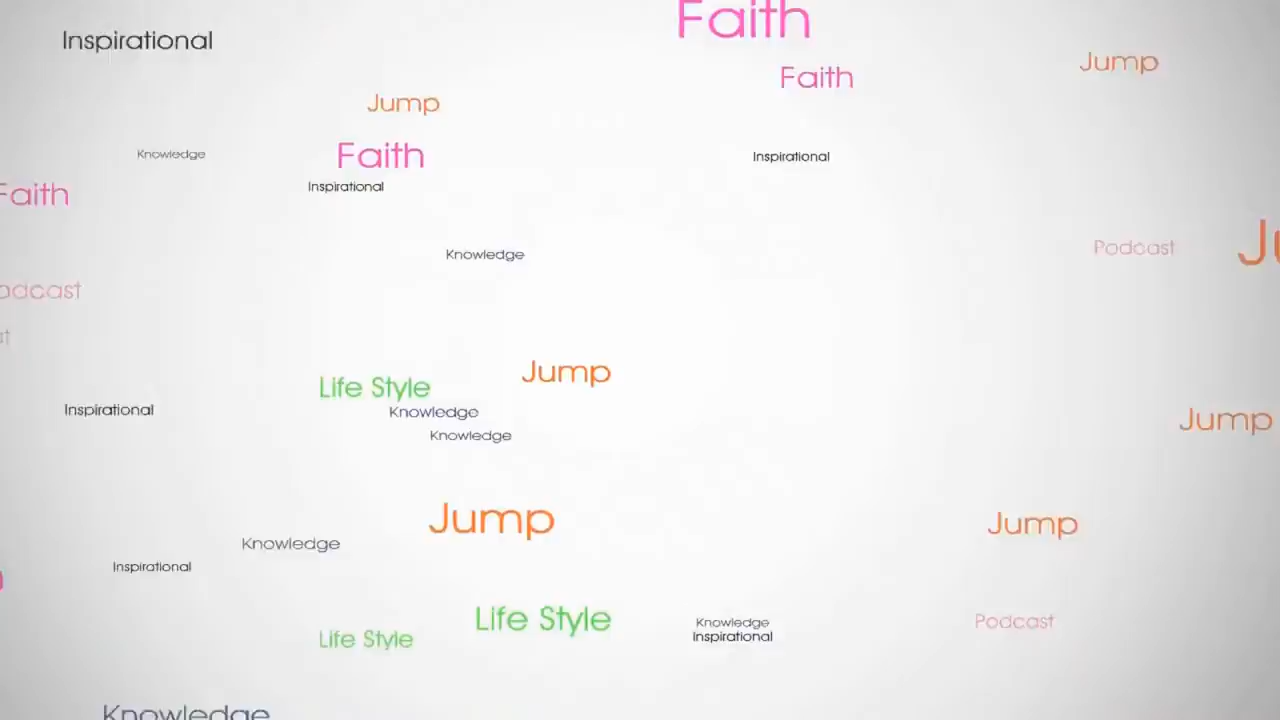 Faith
Inspirational
Jump
Faith
Jump
Faith
Knowledge
Inspirational
Inspirational
Faith
Podcast
Knowledge
Life Style
Jump
Inspirational
Knowledge
Jump
Knowledge
Jump
Jump
Knowledge
Inspirational
Life Style
Knowledge
Podcast
Inspirational
Life Style
Knowledge